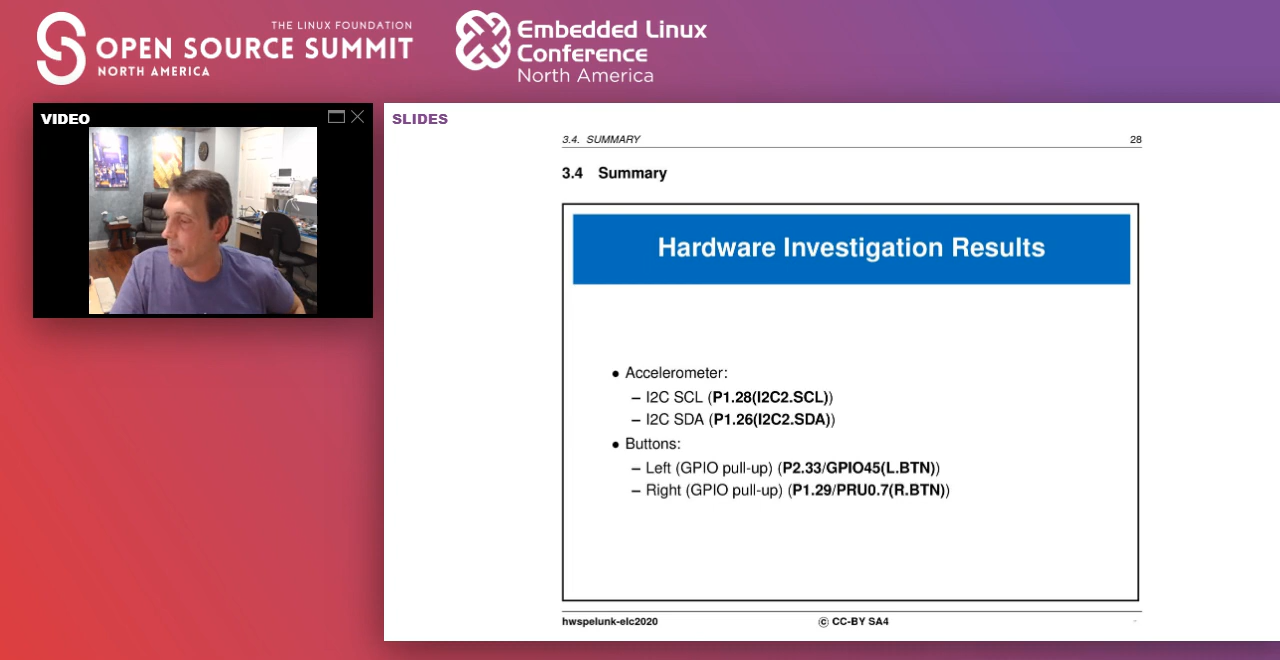 THE LINUX FOUNDATION
OPEN SOURCE SUMMIT
NORTH AMERICA
Embedded Linux
Conference
North America
VIDEO
SLIDES
3.4. SUMMARY 28
3.4 Summary
Hardware Investigation Results
• Accelerometer:
– I2C SCL (P1.28(I2C2.SCL))
– I2C SDA (P1.26(I2C2.SDA))
• Buttons:
– Left (GPIO pull-up) (P2.33/GPIO45(L.BTN))
– Right (GPIO pull-up) (P1.29/PRU0.7(R.BTN))
hwspelunk-elc2020 © CC-BY SA4